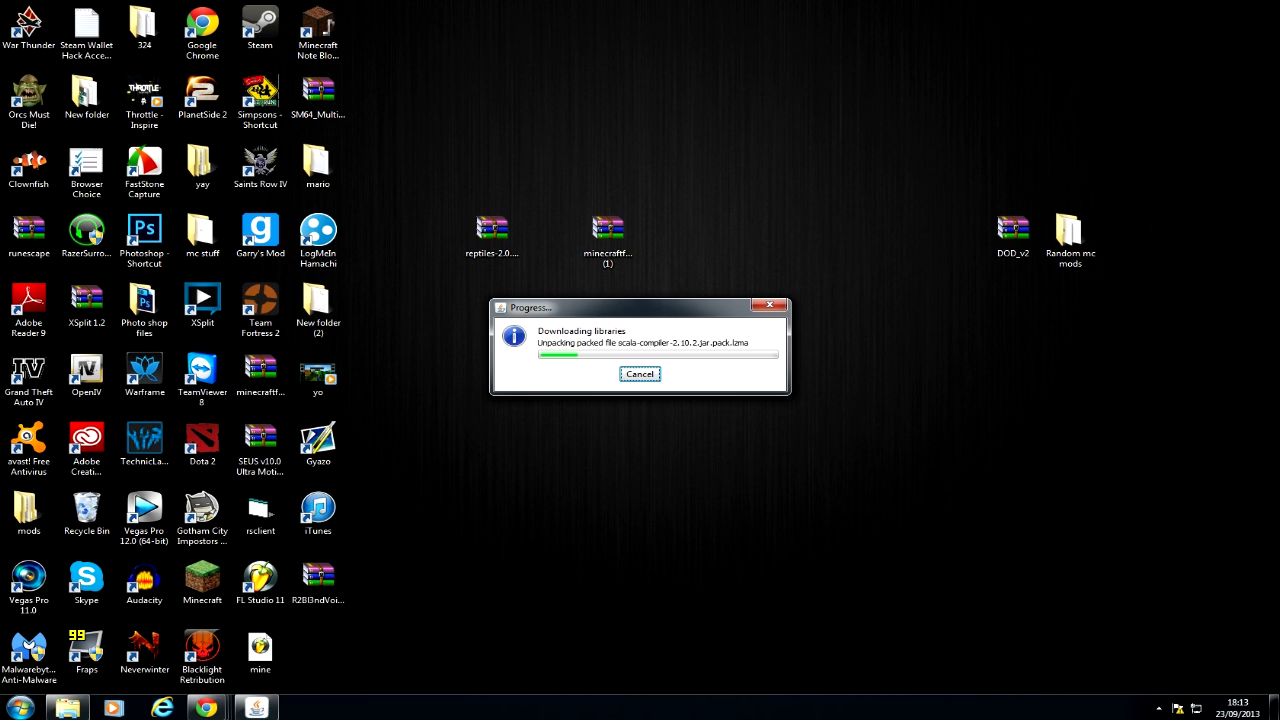 War Thunder
Steam Wallet
Hack Acce...
324
Google
Chrome
Steam
Minecraft
Note Blo...
Orcs Must
Die!
New folder
THROTTLE
Throttle -
Inspire
PlanetSide 2
Simpsons -
Shortcut
SM64_Multi...
Clownfish
Browser
Choice
FastStone
Capture
yay
Saints Row IV
mario
runescape
RazerSurro...
Ps
Photoshop -
Shortcut
mc stuff
g
Garry's Mod
LogMeIn
Hamachi
reptiles-2.0....
minecraftf...
(1)
DOD_v2
Random mc
mods
Adobe
Reader 9
XSplit 1.2
Ps
Photo shop
files
XSplit
Team
Fortress 2
New folder
(2)
Progress...
Downloading libraries
Unpacking packed file scala-compiler-2.10.2.jar.pack.lzma
Cancel
IV
Grand Theft
Auto IV
IV
OpenIV
Warframe
TeamViewer
8
minecraftf...
yo
avast! Free
Antivirus
Adobe
Creati...
TechnicLa...
Dota 2
SEUS v10.0
Ultra Moti...
Gyazo
mods
Recycle Bin
Vegas Pro
12.0 (64-bit)
Gotham City
Impostors ...
rsclient
iTunes
Vegas Pro
11.0
S
Skype
Audacity
Minecraft
FL Studio 11
R2Bl3ndVoi...
Malwarebyt...
Anti-Malware
99
Fraps
Neverwinter
Blacklight
Retribution
mine
18:13
23/09/2013